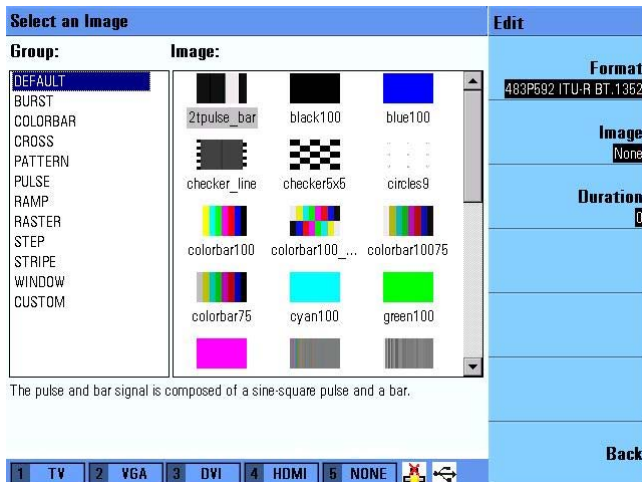 Select an Image
Edit
Group:
Image:
DEFAULT
BURST
COLORBAR
CROSS
PATTERN
PULSE
RAMP
RASTER
STEP
STRIPE
WINDOW
CUSTOM
2tpulse_bar
black100
blue100
checker_line
checker5x5
circles9
colorbar100
colorbar100_...
colorbar10075
colorbar75
cyan100
green100
The pulse and bar signal is composed of a sine-square pulse and a bar.
Format
483P592 ITU-R BT.1352
Image
None
Duration
0
Back
1 TV
2 VGA
3 DVI
4 HDMI
5 NONE